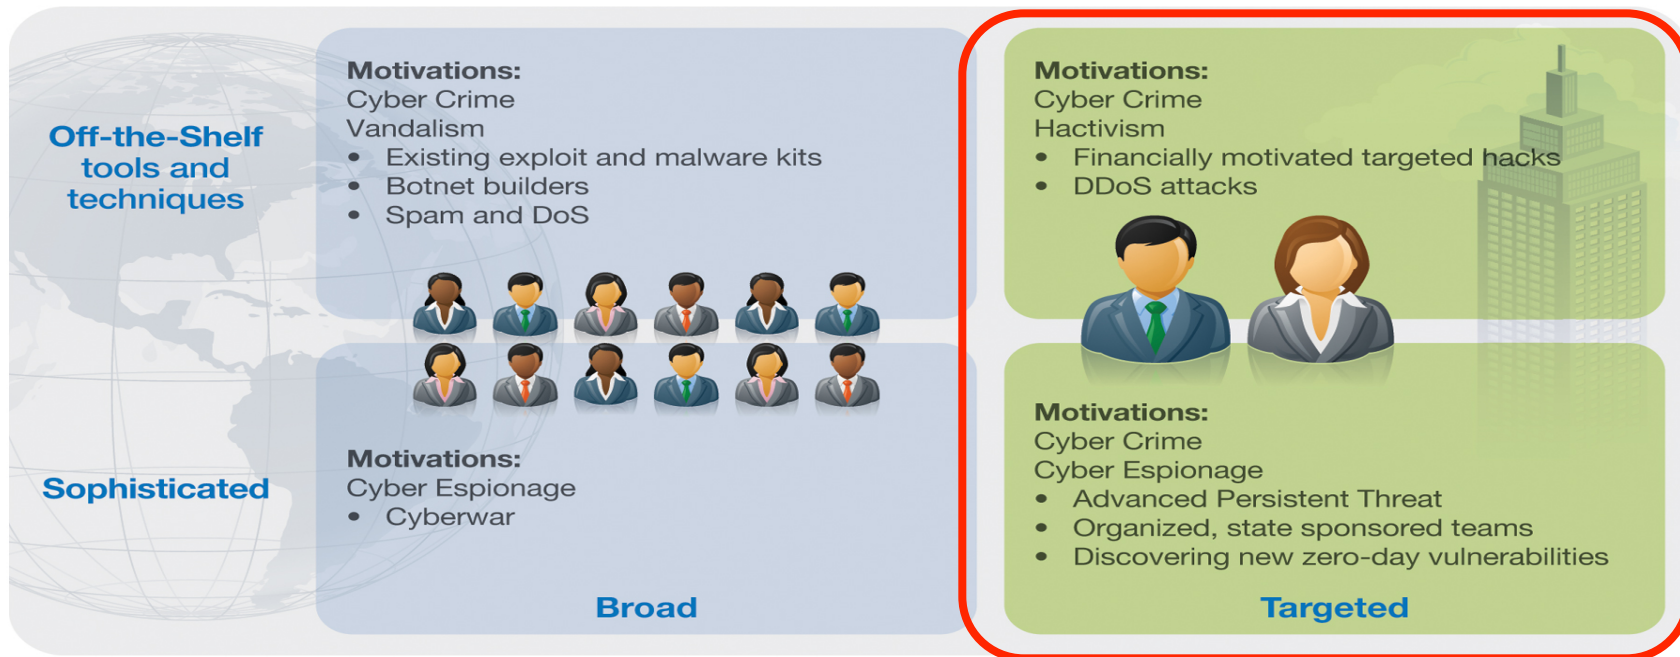 Off-the-Shelf
tools and
techniques
Motivations:
Cyber Crime
Vandalism
• Existing exploit and malware kits
• Botnet builders
• Spam and DoS
Motivations:
Cyber Crime
Hactivism
• Financially motivated targeted hacks
• DDoS attacks
Sophisticated
Motivations:
Cyber Espionage
• Cyberwar
Broad
Motivations:
Cyber Crime
Cyber Espionage
• Advanced Persistent Threat
• Organized, state sponsored teams
• Discovering new zero-day vulnerabilities
Targeted